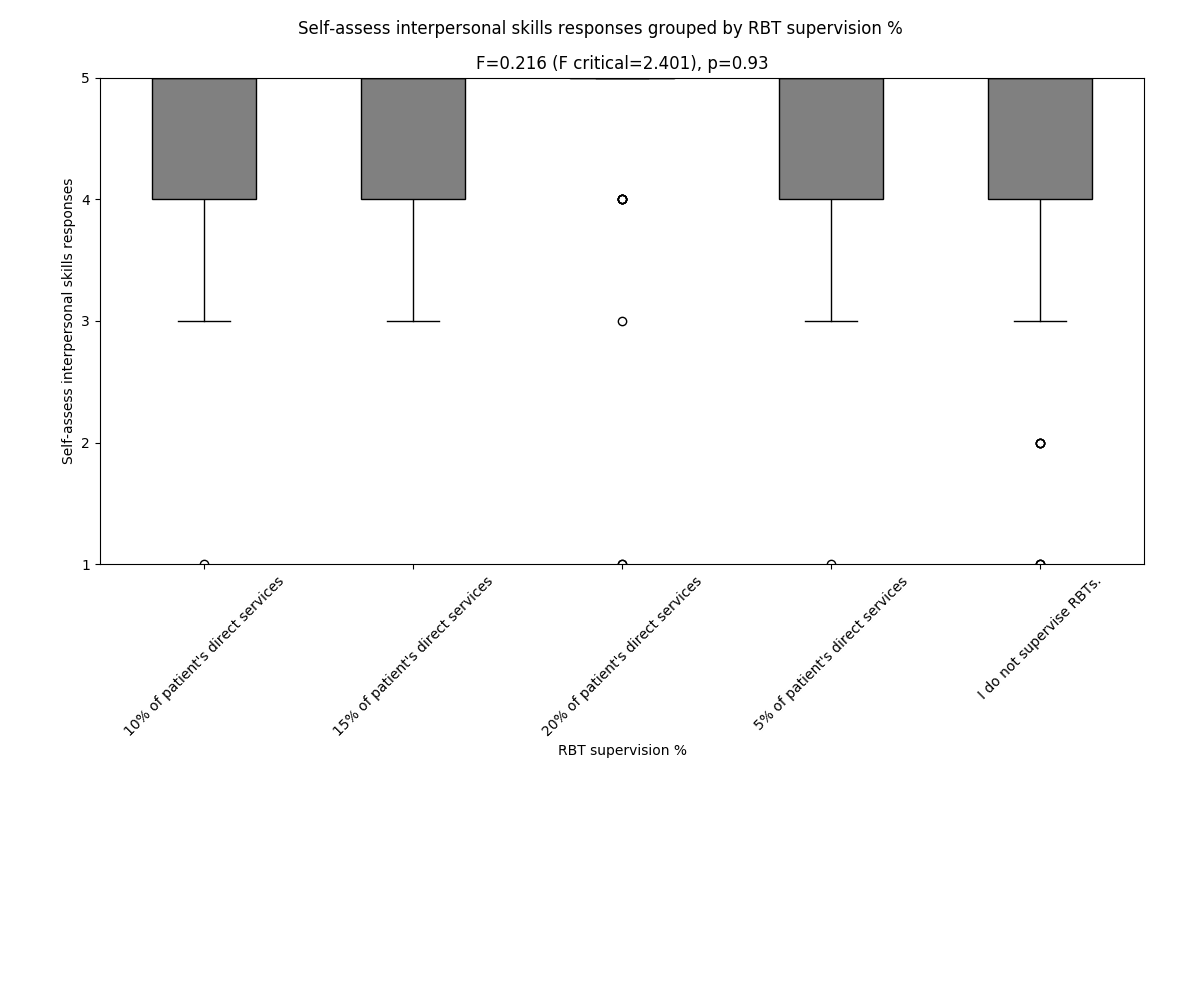 Self-assess interpersonal skills responses grouped by RBT supervision %
F=0.216 (F critical=2.401), p=0.93
5
4
3
2
1
Self-assess interpersonal skills responses
10% of patient's direct services
15% of patient's direct services
20% of patient's direct services
5% of patient's direct services
I do not supervise RBTs.
RBT supervision %